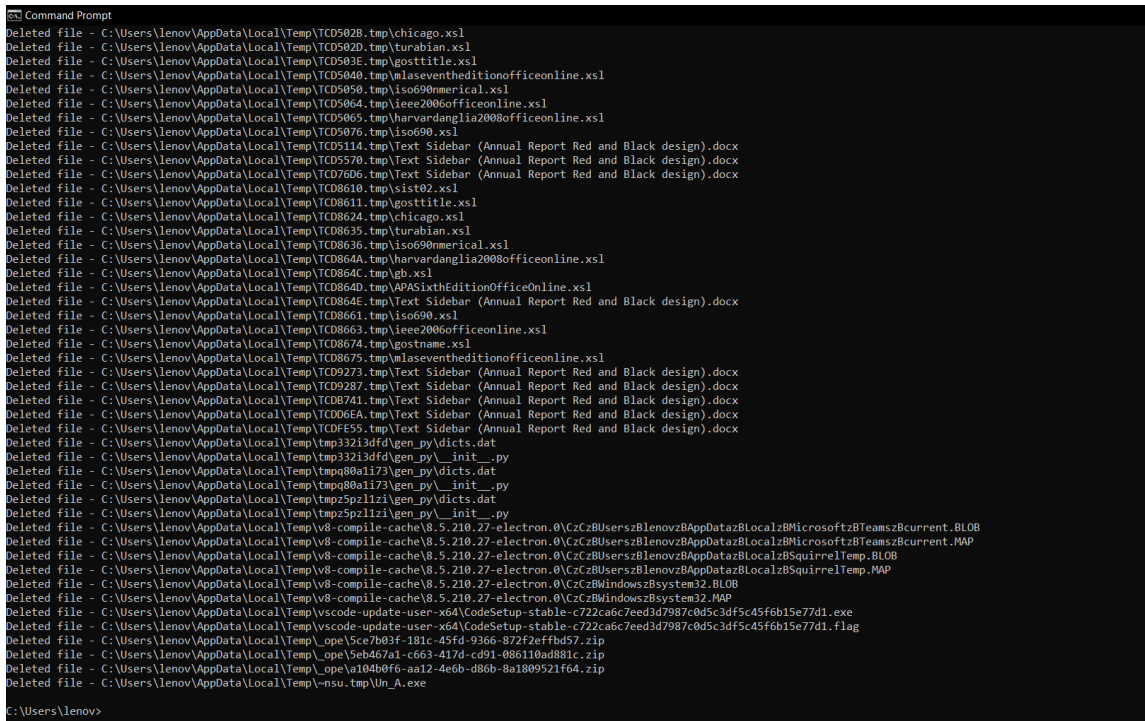 Command Prompt
Deleted file - C:\Users\lenov\AppData\Local\Temp\TCD502B.tmp\chicago.xsl
Deleted file - C:\Users\lenov\AppData\Local\Temp\TCD502D.tmp\turabian.xsl
Deleted file - C:\Users\lenov\AppData\Local\Temp\TCD503E.tmp\gosttitle.xsl
Deleted file - C:\Users\lenov\AppData\Local\Temp\TCD5040.tmp\mlaseventheditionofficeonline.xsl
Deleted file - C:\Users\lenov\AppData\Local\Temp\TCD5050.tmp\iso690nmerical.xsl
Deleted file - C:\Users\lenov\AppData\Local\Temp\TCD5064.tmp\ieee2006officeonline.xsl
Deleted file - C:\Users\lenov\AppData\Local\Temp\TCD5065.tmp\harvardanglia2008officeonline.xsl
Deleted file - C:\Users\lenov\AppData\Local\Temp\TCD5076.tmp\iso690.xsl
Deleted file - C:\Users\lenov\AppData\Local\Temp\TCD5114.tmp\Text Sidebar (Annual Report Red and Black design).docx
Deleted file - C:\Users\lenov\AppData\Local\Temp\TCD5570.tmp\Text Sidebar (Annual Report Red and Black design).docx
Deleted file - C:\Users\lenov\AppData\Local\Temp\TCD76D6.tmp\Text Sidebar (Annual Report Red and Black design).docx
Deleted file - C:\Users\lenov\AppData\Local\Temp\TCD8610.tmp\sist02.xsl
Deleted file - C:\Users\lenov\AppData\Local\Temp\TCD8611.tmp\gosttitle.xsl
Deleted file - C:\Users\lenov\AppData\Local\Temp\TCD8624.tmp\chicago.xsl
Deleted file - C:\Users\lenov\AppData\Local\Temp\TCD8635.tmp\turabian.xsl
Deleted file - C:\Users\lenov\AppData\Local\Temp\TCD8636.tmp\iso690nmerical.xsl
Deleted file - C:\Users\lenov\AppData\Local\Temp\TCD864A.tmp\harvardanglia2008officeonline.xsl
Deleted file - C:\Users\lenov\AppData\Local\Temp\TCD864C.tmp\gb.xsl
Deleted file - C:\Users\lenov\AppData\Local\Temp\TCD864D.tmp\APASixthEditionOfficeOnline.xsl
Deleted file - C:\Users\lenov\AppData\Local\Temp\TCD864E.tmp\Text Sidebar (Annual Report Red and Black design).docx
Deleted file - C:\Users\lenov\AppData\Local\Temp\TCD8661.tmp\iso690.xsl
Deleted file - C:\Users\lenov\AppData\Local\Temp\TCD8663.tmp\ieee2006officeonline.xsl
Deleted file - C:\Users\lenov\AppData\Local\Temp\TCD8674.tmp\gostname.xsl
Deleted file - C:\Users\lenov\AppData\Local\Temp\TCD8675.tmp\mlaseventheditionofficeonline.xsl
Deleted file - C:\Users\lenov\AppData\Local\Temp\TCD9273.tmp\Text Sidebar (Annual Report Red and Black design).docx
Deleted file - C:\Users\lenov\AppData\Local\Temp\TCD9287.tmp\Text Sidebar (Annual Report Red and Black design).docx
Deleted file - C:\Users\lenov\AppData\Local\Temp\TCDB741.tmp\Text Sidebar (Annual Report Red and Black design).docx
Deleted file - C:\Users\lenov\AppData\Local\Temp\TCDD6EA.tmp\Text Sidebar (Annual Report Red and Black design).docx
Deleted file - C:\Users\lenov\AppData\Local\Temp\TCDFE55.tmp\Text Sidebar (Annual Report Red and Black design).docx
Deleted file - C:\Users\lenov\AppData\Local\Temp\tmp332i3dfd\gen_py\dicts.dat
Deleted file - C:\Users\lenov\AppData\Local\Temp\tmp332i3dfd\gen_py\__init__.py
Deleted file - C:\Users\lenov\AppData\Local\Temp\tmpq80a1i73\gen_py\dicts.dat
Deleted file - C:\Users\lenov\AppData\Local\Temp\tmpq80a1i73\gen_py\__init__.py
Deleted file - C:\Users\lenov\AppData\Local\Temp\tmpz5pzl1zi\gen_py\dicts.dat
Deleted file - C:\Users\lenov\AppData\Local\Temp\tmpz5pzl1zi\gen_py\__init__.py
Deleted file - C:\Users\lenov\AppData\Local\Temp\v8-compile-cache\8.5.210.27-electron.0\CzCzBUserszBlenovzBAppDatazBLocalzBMicrosoftzBTeamszBcurrent.BLOB
Deleted file - C:\Users\lenov\AppData\Local\Temp\v8-compile-cache\8.5.210.27-electron.0\CzCzBUserszBlenovzBAppDatazBLocalzBMicrosoftzBTeamszBcurrent.MAP
Deleted file - C:\Users\lenov\AppData\Local\Temp\v8-compile-cache\8.5.210.27-electron.0\CzCzBUserszBlenovzBAppDatazBLocalzBSquirrelTemp.BLOB
Deleted file - C:\Users\lenov\AppData\Local\Temp\v8-compile-cache\8.5.210.27-electron.0\CzCzBUserszBlenovzBAppDatazBLocalzBSquirrelTemp.MAP
Deleted file - C:\Users\lenov\AppData\Local\Temp\v8-compile-cache\8.5.210.27-electron.0\CzCzBWindowszBsystem32.BLOB
Deleted file - C:\Users\lenov\AppData\Local\Temp\v8-compile-cache\8.5.210.27-electron.0\CzCzBWindowszBsystem32.MAP
Deleted file - C:\Users\lenov\AppData\Local\Temp\vscode-update-user-x64\CodeSetup-stable-c722ca6c7eed3d7987c0d5c3df5c45f6b15e77d1.exe
Deleted file - C:\Users\lenov\AppData\Local\Temp\vscode-update-user-x64\CodeSetup-stable-c722ca6c7eed3d7987c0d5c3df5c45f6b15e77d1.flag
Deleted file - C:\Users\lenov\AppData\Local\Temp\_ope\5ce7b03f-181c-45fd-9366-872f2effbd57.zip
Deleted file - C:\Users\lenov\AppData\Local\Temp\_ope\5eb467a1-c663-417d-cd91-086110ad881c.zip
Deleted file - C:\Users\lenov\AppData\Local\Temp\_ope\a104b0f6-aa12-4e6b-d86b-8a1809521f64.zip
Deleted file - C:\Users\lenov\AppData\Local\Temp\~nsu.tmp\Un_A.exe
C:\Users\lenov>